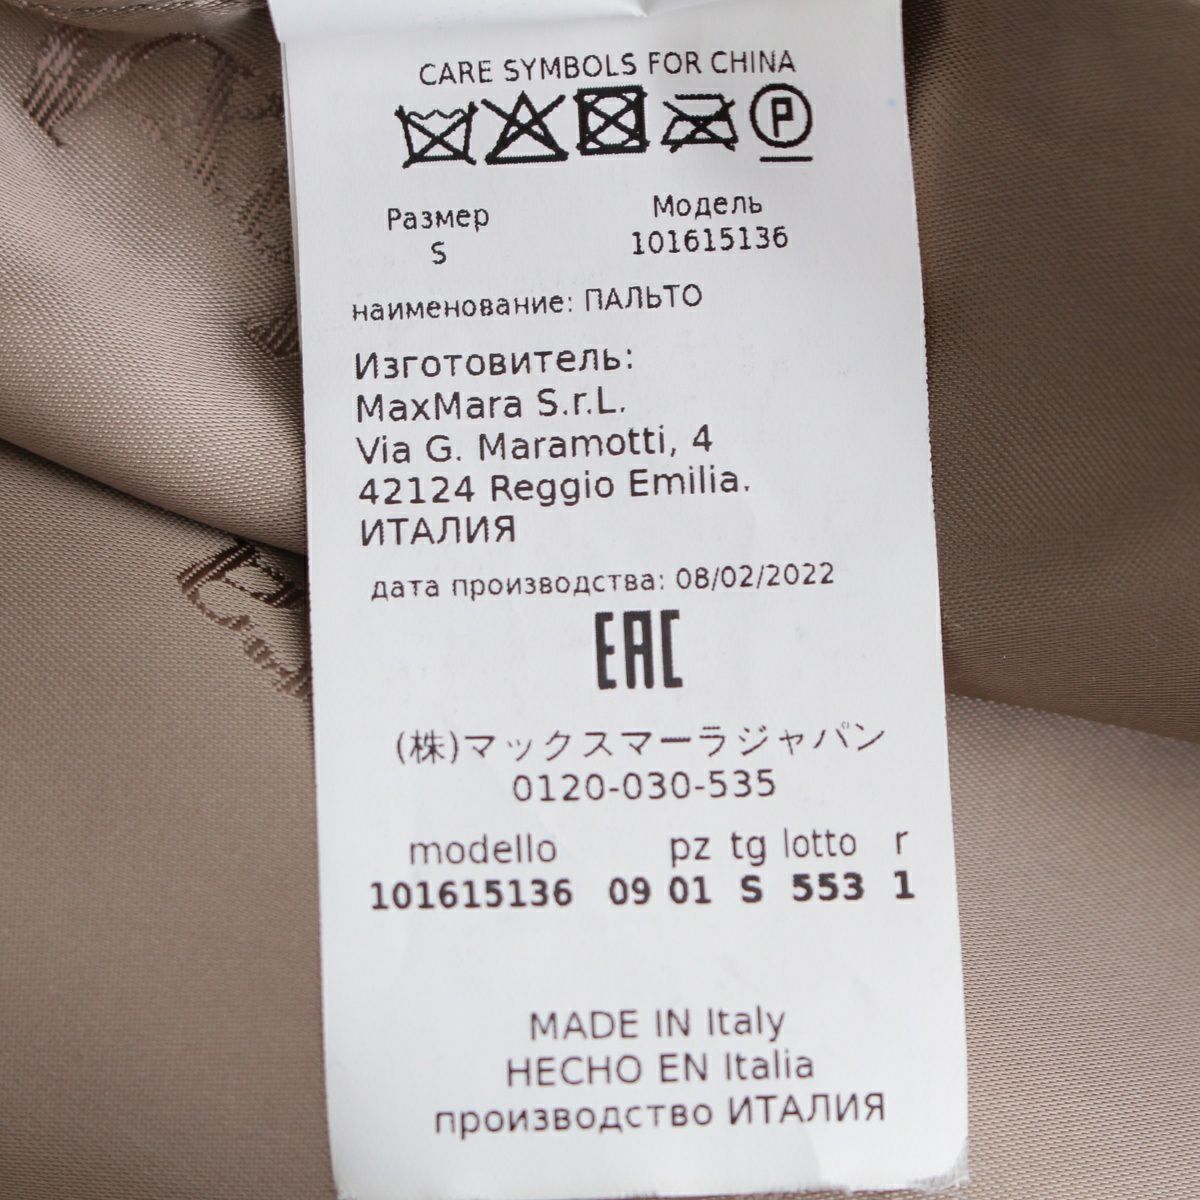 CARE SYMBOLS FOR CHINA
P
Размер Модель
S 101615136
наименование: ПАЛЬТО
Изготовитель:
MaxMara S.r.L.
Via G. Maramotti, 4
42124 Reggio Emilia.
ИТАЛИЯ
дата производства: 08/02/2022
EAC
(株)マックスマーラジャパン
0120-030-535
modello pz tg lotto r
101615136 09 01 S 553 1
MADE IN Italy
HECHO EN Italia
производство ИТАЛИЯ